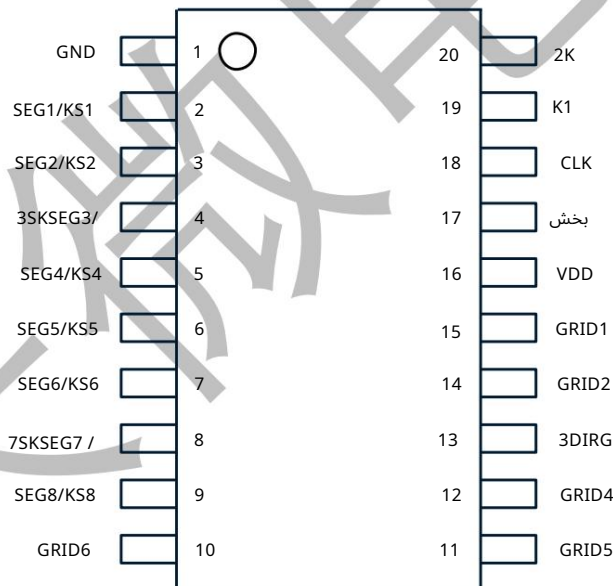 GND 1 20 2K
SEG1/KS1 2 19 K1
SEG2/KS2 3 18 CLK
3SKSEG3/ 4 17 بخش
SEG4/KS4 5 16 VDD
SEG5/KS5 6 15 GRID1
SEG6/KS6 7 14 GRID2
7SKSEG7 / 8 13 3DIRG
SEG8/KS8 9 12 GRID4
GRID6 10 11 GRID5